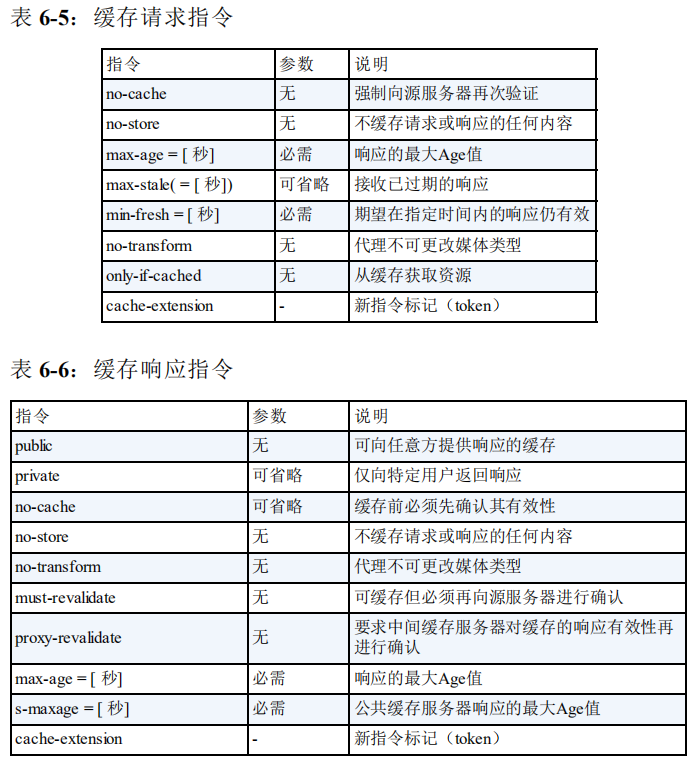 表 6-5：缓存请求指令
指令 参数 说明
no-cache 无 强制向源服务器再次验证
no-store 无 不缓存请求或响应的任何内容
max-age = [ 秒] 必需 响应的最大Age值
max-stale( = [ 秒]) 可省略 接收已过期的响应
min-fresh = [ 秒] 必需 期望在指定时间内的响应仍有效
no-transform 无 代理不可更改媒体类型
only-if-cached 无 从缓存获取资源
cache-extension - 新指令标记（token）
表 6-6：缓存响应指令
指令 参数 说明
public 无 可向任意方提供响应的缓存
private 可省略 仅向特定用户返回响应
no-cache 可省略 缓存前必须先确认其有效性
no-store 无 不缓存请求或响应的任何内容
no-transform 无 代理不可更改媒体类型
must-revalidate 无 可缓存但必须再向源服务器进行确认
proxy-revalidate 无 要求中间缓存服务器对缓存的响应有效性再
进行确认
max-age = [ 秒] 必需 响应的最大Age值
s-maxage = [ 秒] 必需 公共缓存服务器响应的最大Age值
cache-extension - 新指令标记（token）